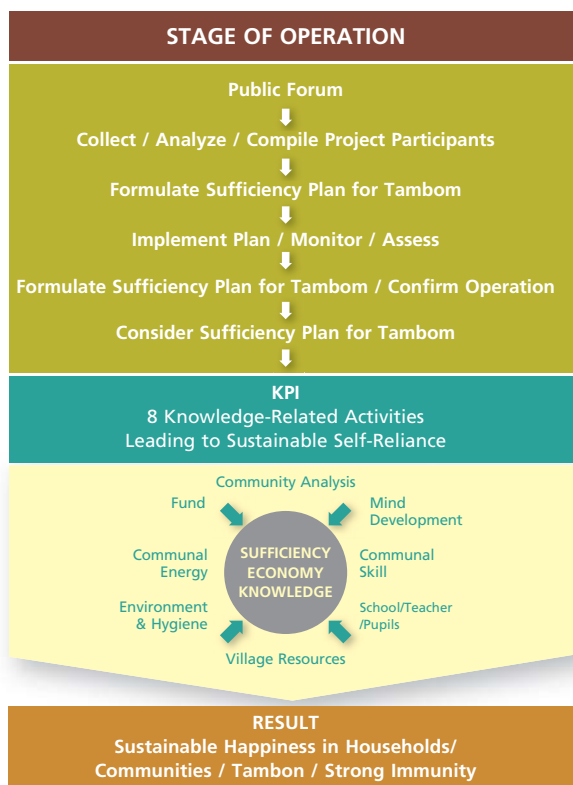 STAGE OF OPERATION
Public Forum
Collect / Analyze / Compile Project Participants
Formulate Sufficiency Plan for Tambom
Implement Plan / Monitor / Assess
Formulate Sufficiency Plan for Tambom / Confirm Operation
Consider Sufficiency Plan for Tambom
KPI
8 Knowledge-Related Activities
Leading to Sustainable Self-Reliance
Community Analysis
Fund
Mind
Development
Communal
Energy
SUFFICIENCY
ECONOMY
KNOWLEDGE
Communal
Skill
Environment
& Hygiene
School/Teacher
/Pupils
Village Resources
RESULT
Sustainable Happiness in Households/
Communities / Tambon / Strong Immunity